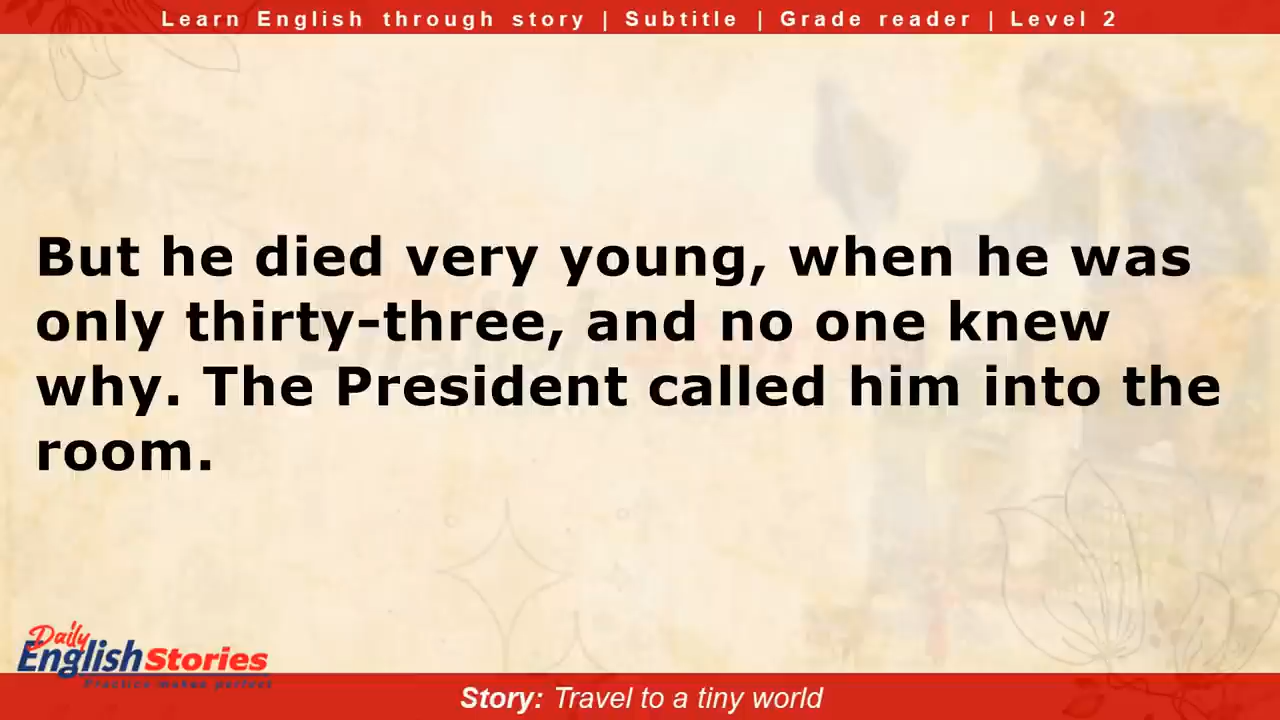 Learn English through story | Subtitle | Grade reader | Level 2
But he died very young, when he was
only thirty-three, and no one knew
why. The President called him into the
room.
Daily
EnglishStories
Practice makes perfect
Story: Travel to a tiny world